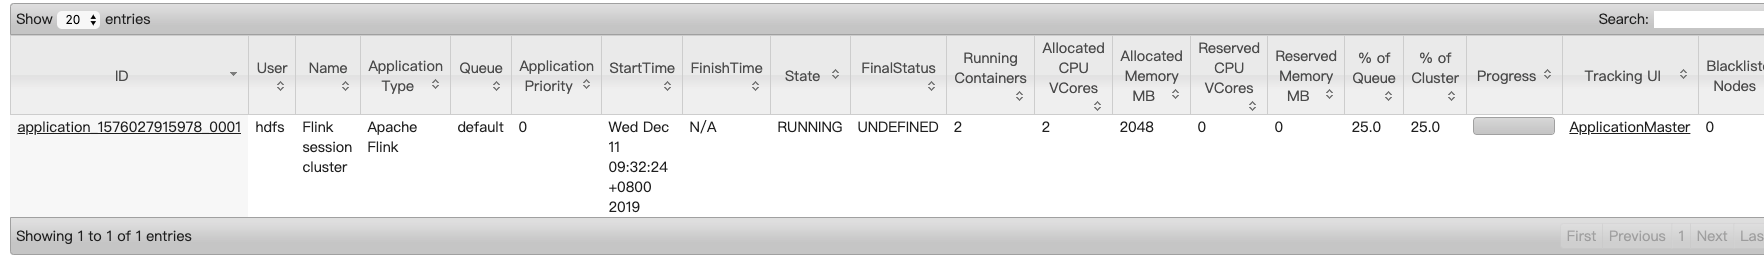 Show 20 entries
Search:
ID
User
Name
Application Type
Queue
Application Priority
StartTime
FinishTime
State
FinalStatus
Running Containers
Allocated CPU VCores
Allocated Memory MB
Reserved CPU VCores
Reserved Memory MB
% of Queue
% of Cluster
Progress
Tracking UI
Blackliste Nodes
application_1576027915978_0001
hdfs
Flink session cluster
Apache Flink
default
0
Wed Dec 11 09:32:24 +0800 2019
N/A
RUNNING
UNDEFINED
2
2
2048
0
0
25.0
25.0
ApplicationMaster
0
Showing 1 to 1 of 1 entries
First Previous 1 Next Las